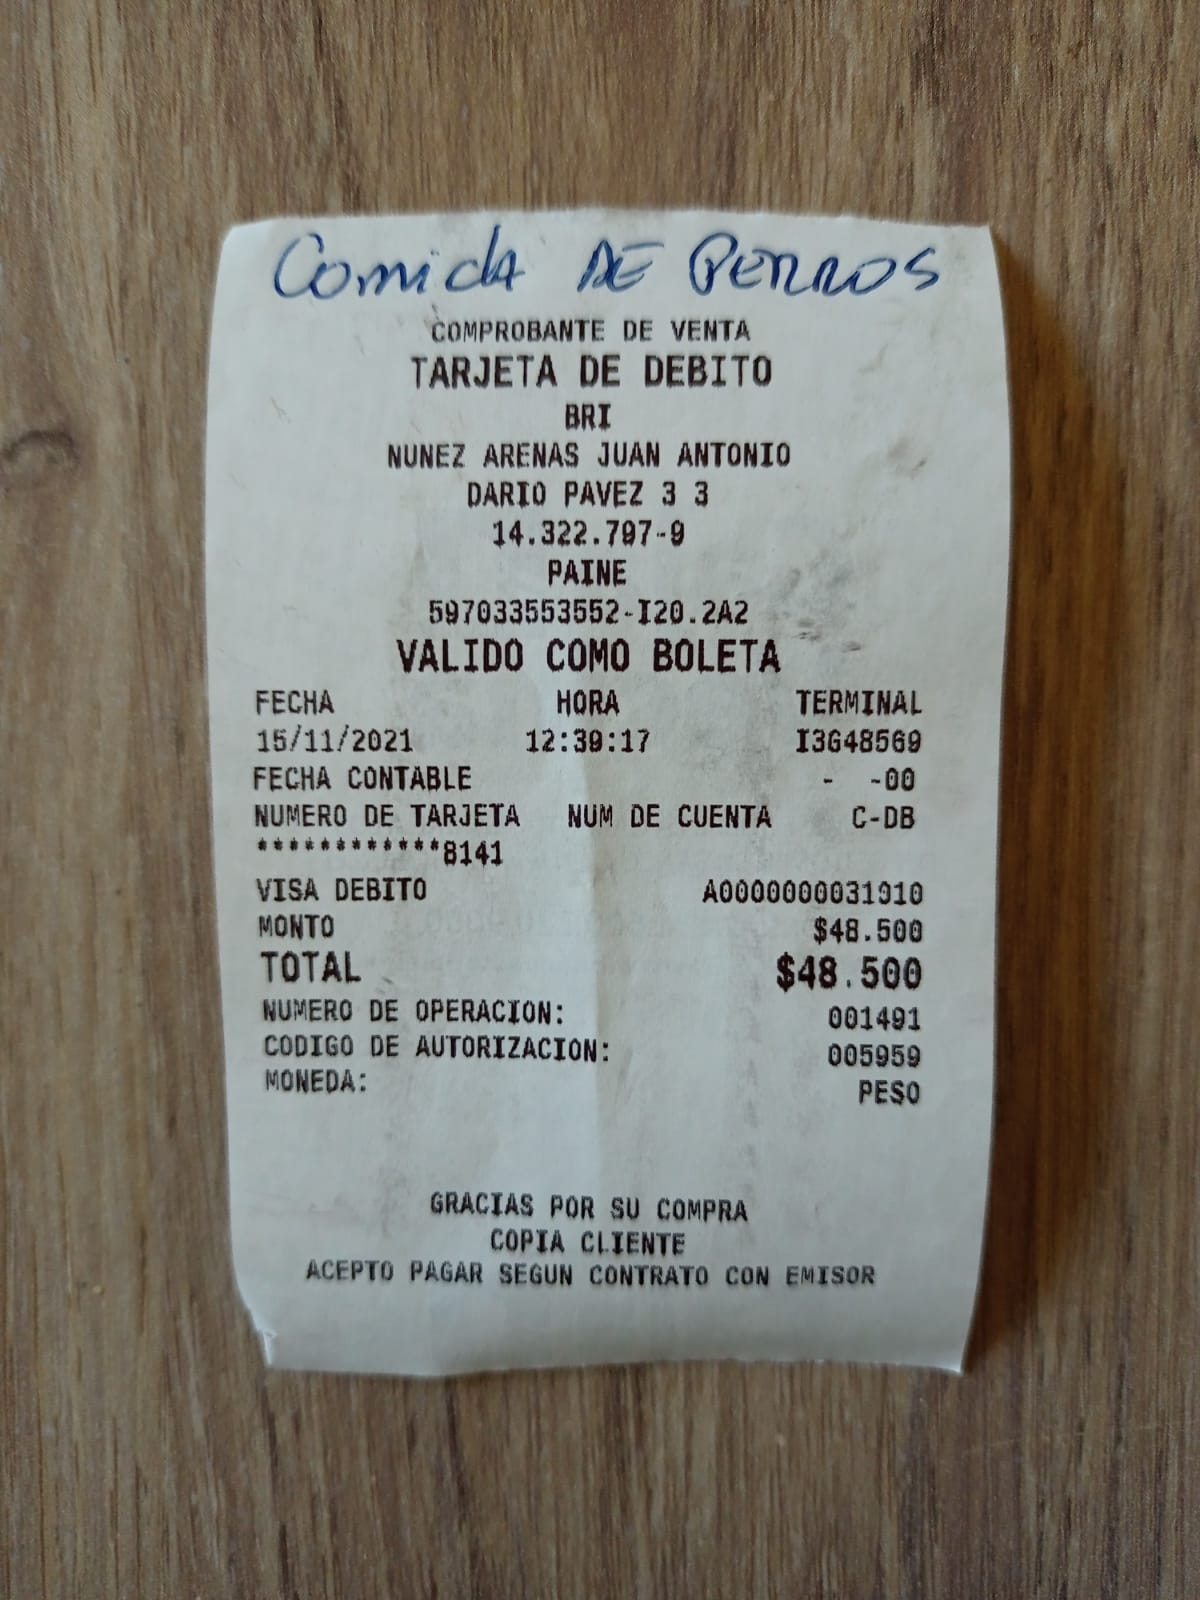 Comida DE PERROS
COMPROBANTE DE VENTA
TARJETA DE DEBITO
BRI
NUNEZ ARENAS JUAN ANTONIO
DARIO PAVEZ 3 3
14.322.797-9
PAINE
597033553552-I20.2A2
VALIDO COMO BOLETA
FECHA HORA TERMINAL
15/11/2021 12:39:17 I3G48569
FECHA CONTABLE - -00
NUMERO DE TARJETA NUM DE CUENTA C-DB
************8141
VISA DEBITO A0000000031010
MONTO $48.500
TOTAL $48.500
NUMERO DE OPERACION: 001491
CODIGO DE AUTORIZACION: 005959
MONEDA: PESO
GRACIAS POR SU COMPRA
COPIA CLIENTE
ACEPTO PAGAR SEGUN CONTRATO CON EMISOR